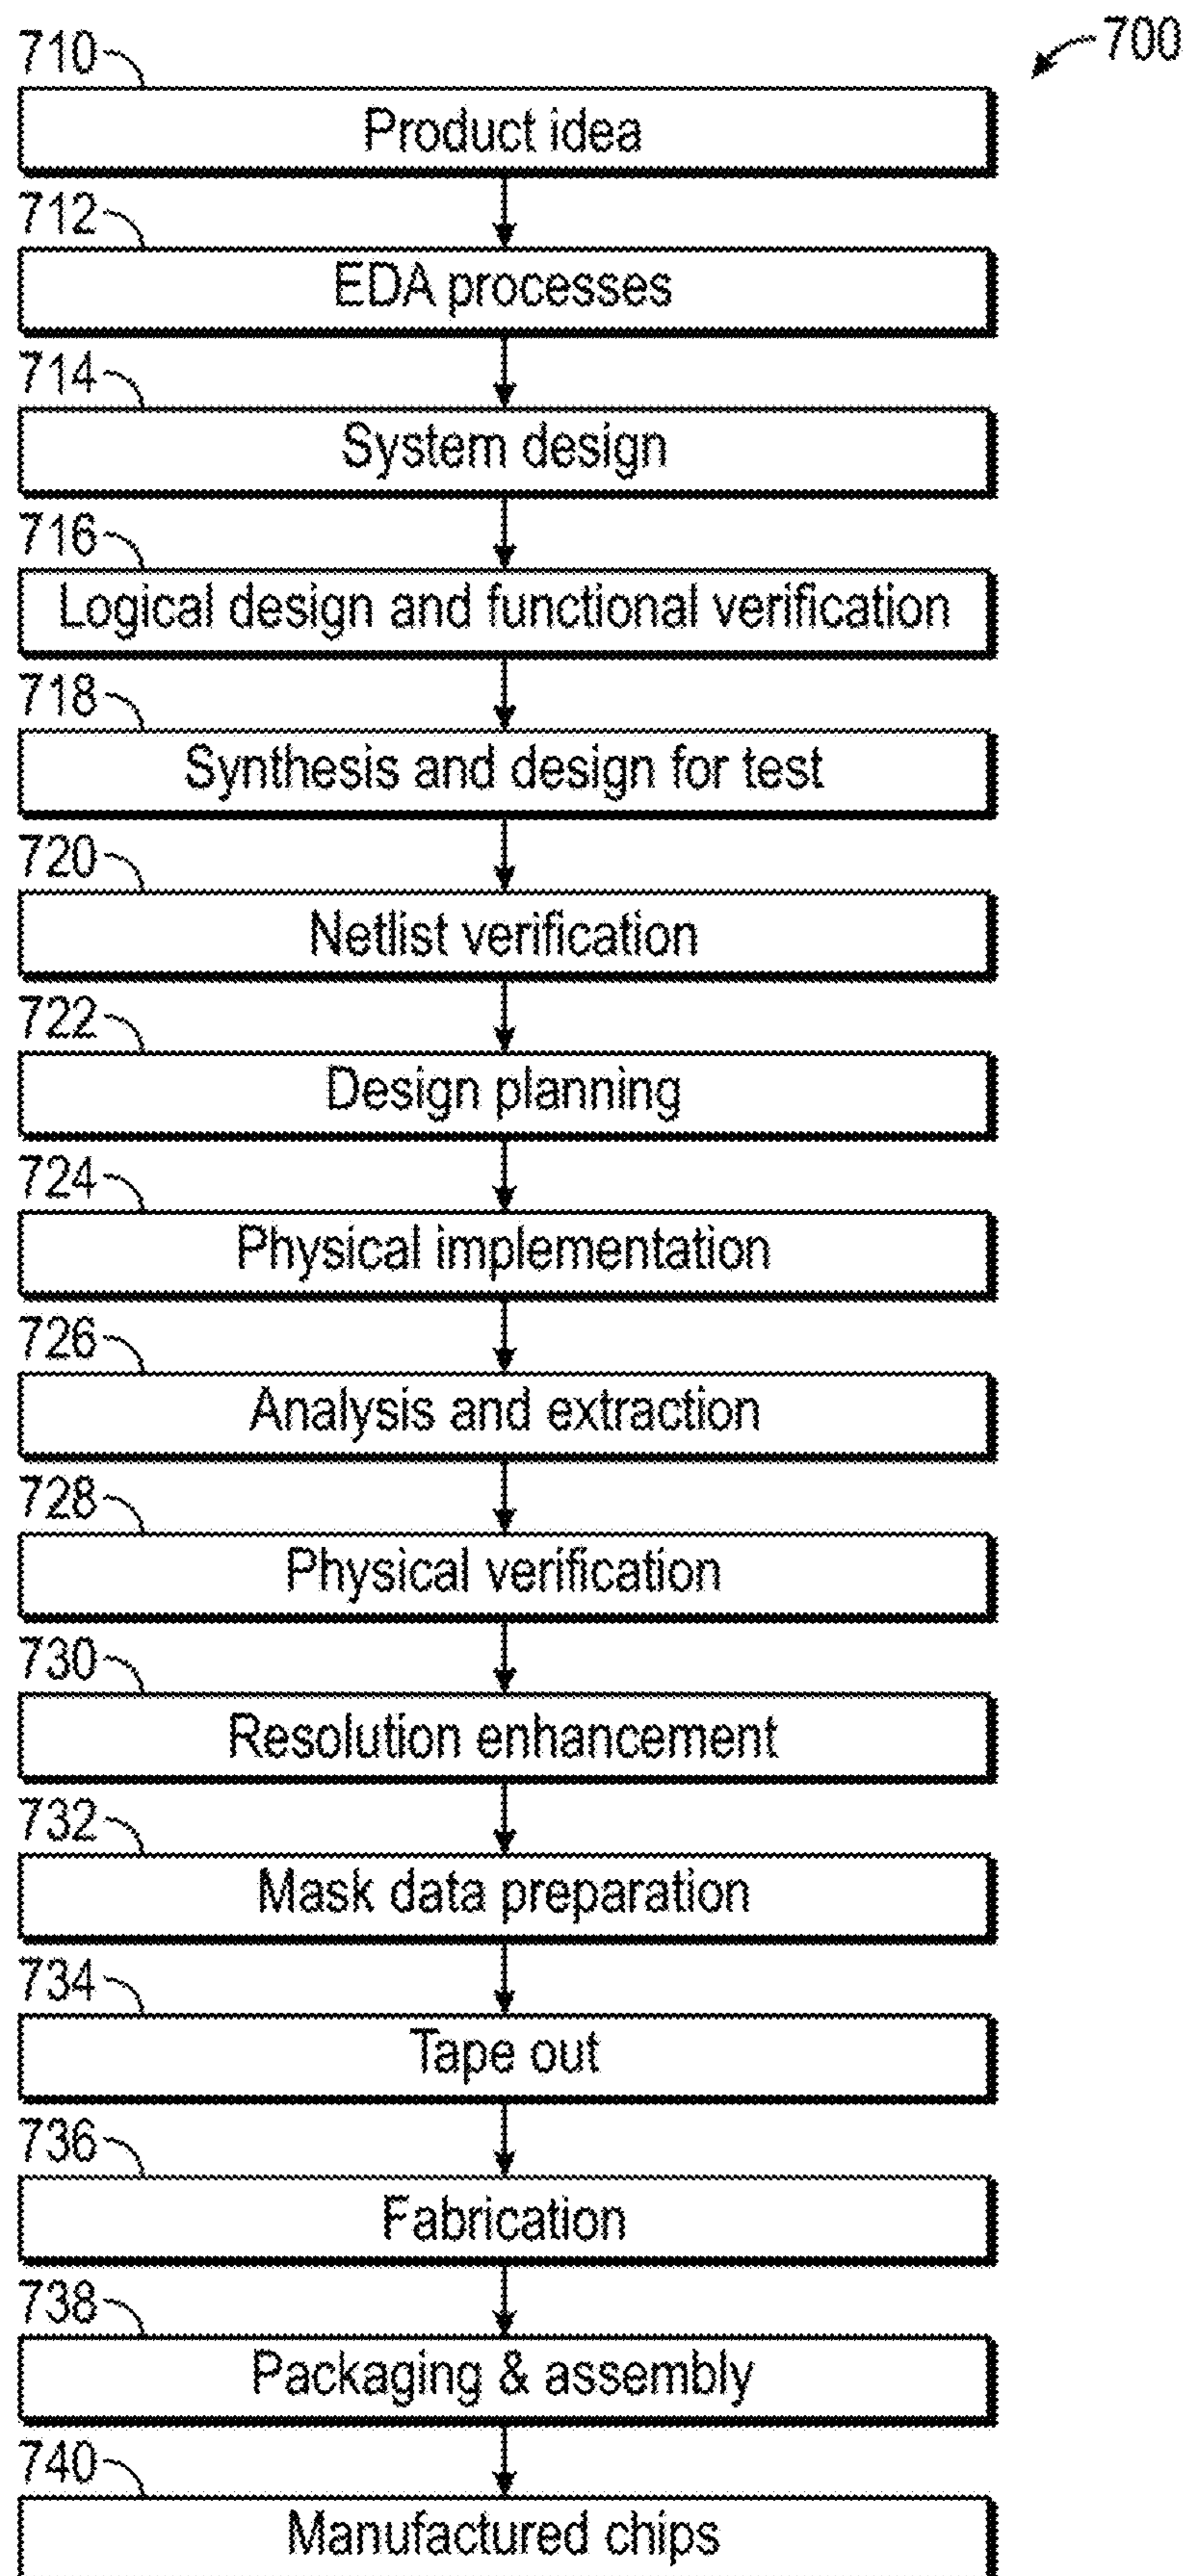 700
710
Product idea
712
EDA processes
714
System design
716
Logical design and functional verification
718
Synthesis and design for test
720
Netlist verification
722
Design planning
724
Physical implementation
726
Analysis and extraction
728
Physical verification
730
Resolution enhancement
732
Mask data preparation
734
Tape out
736
Fabrication
738
Packaging & assembly
740
Manufactured chips